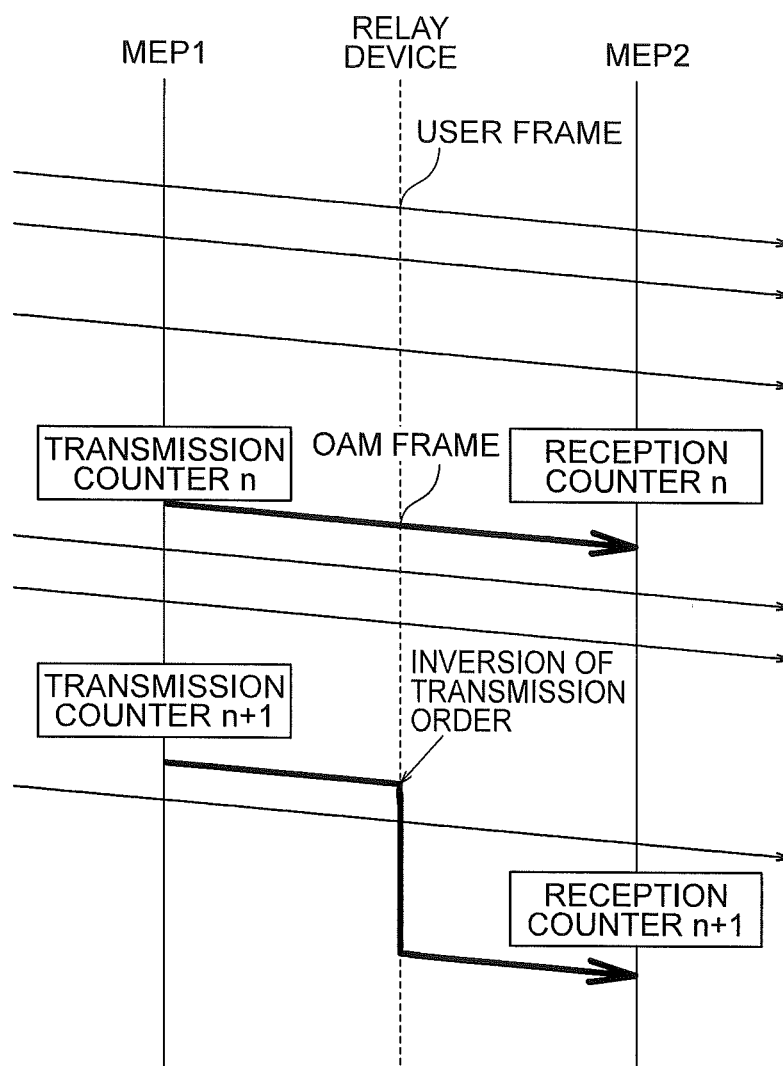 MEP1
RELAY
DEVICE
MEP2
USER FRAME
TRANSMISSION
COUNTER n
OAM FRAME
RECEPTION
COUNTER n
TRANSMISSION
COUNTER n+1
INVERSION OF
TRANSMISSION
ORDER
RECEPTION
COUNTER n+1